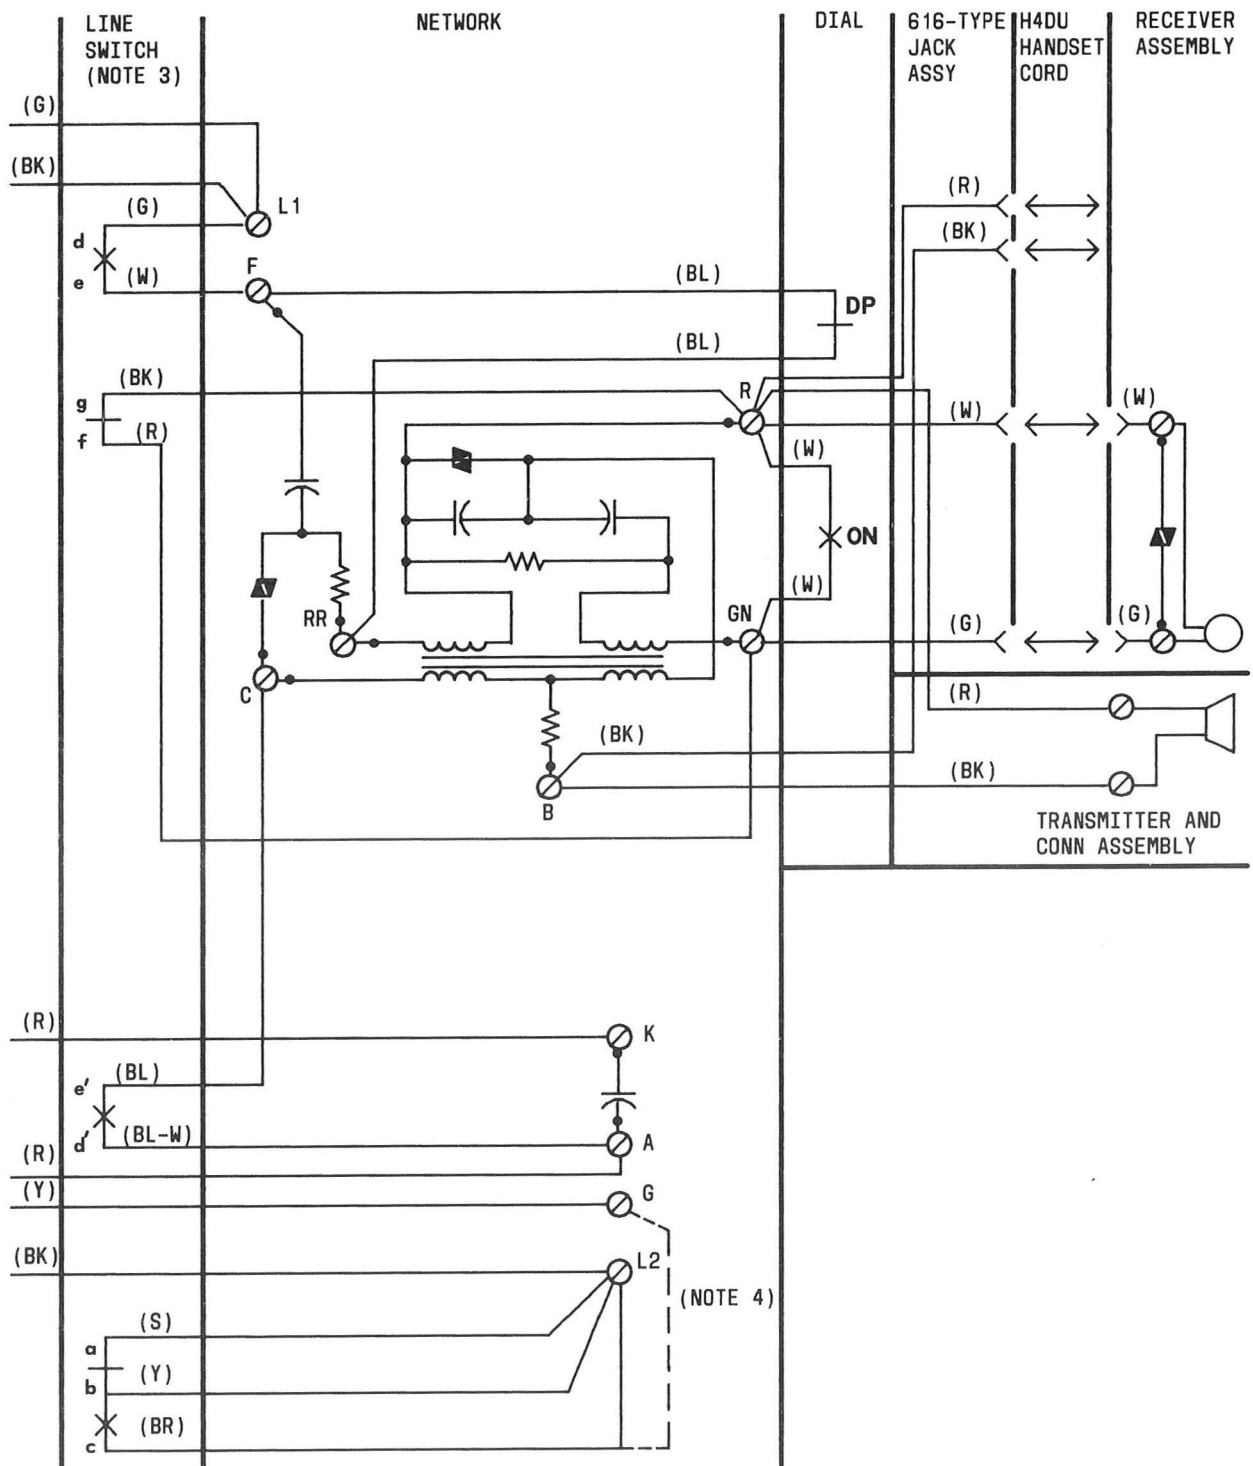 LINE
SWITCH
(NOTE 3)
NETWORK
DIAL
616-TYPE
JACK
ASSY
H4DU
HANDSET
CORD
RECEIVER
ASSEMBLY
(G)
(BK)
(G)
L1
d
e
(W)
F
(BL)
DP
(BL)
(R)
(BK)
(BK)
g
f
(R)
R
(W)
(W)
(W)
ON
(W)
RR
GN
(G)
(G)
C
(R)
(BK)
(BK)
B
TRANSMITTER AND
CONN ASSEMBLY
(R)
K
e'
(BL)
d'
(BL-W)
A
(R)
(Y)
G
(BK)
L2
(NOTE 4)
(S)
a
b
(Y)
(BR)
c